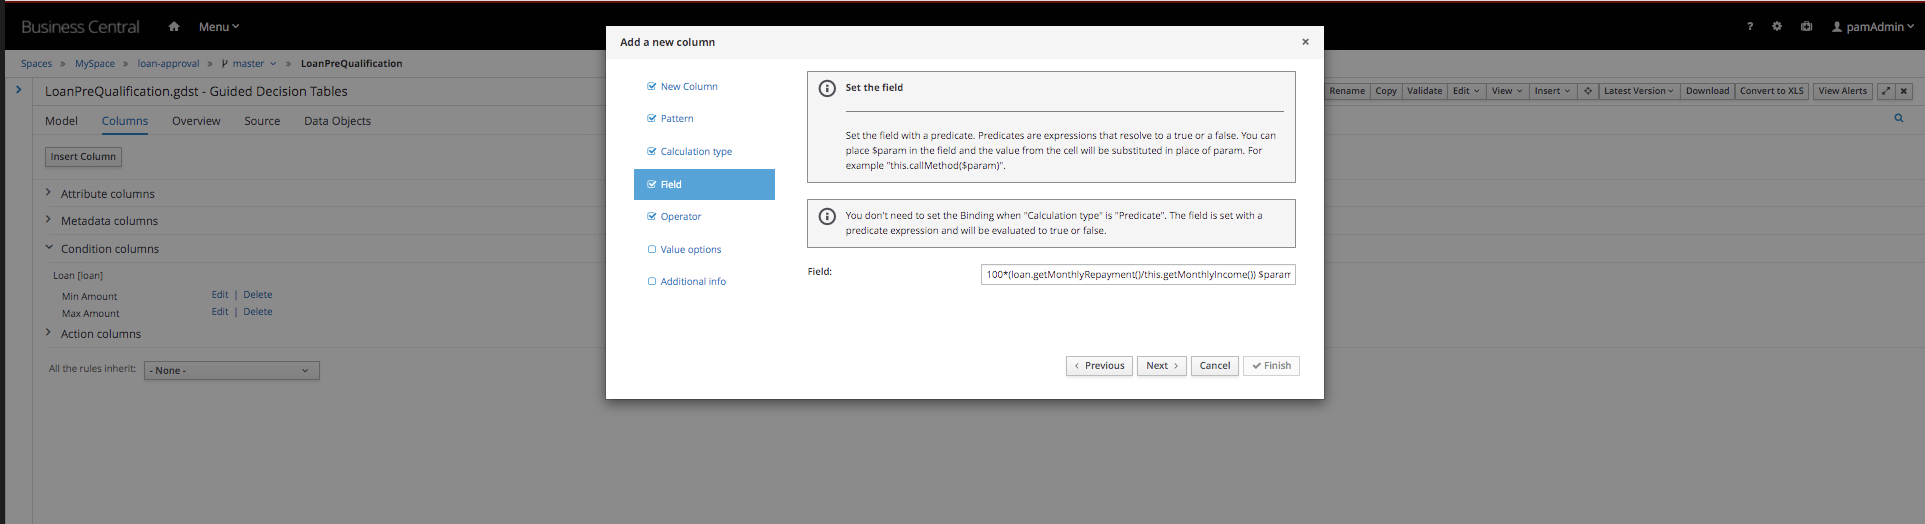 Business Central Menu ? pamAdmin
Spaces » MySpace » loan-approval » master » LoanPreQualification
LoanPreQualification.gdst - Guided Decision Tables
Rename Copy Validate Edit View Insert Latest Version Download Convert to XLS View Alerts
Model Columns Overview Source Data Objects
Insert Column
Attribute columns
Metadata columns
Condition columns
Loan [loan]
Min Amount Edit | Delete
Max Amount Edit | Delete
Action columns
All the rules inherit: - None -
Add a new column
New Column
Pattern
Calculation type
Field
Operator
Value options
Additional info
Set the field
Set the field with a predicate. Predicates are expressions that resolve to a true or a false. You can
place $param in the field and the value from the cell will be substituted in place of param. For
example "this.callMethod($param)".
You don't need to set the Binding when "Calculation type" is "Predicate". The field is set with a
predicate expression and will be evaluated to true or false.
Field: 100*(loan.getMonthlyRepayment()/this.getMonthlyIncome()) $param
Previous Next Cancel Finish